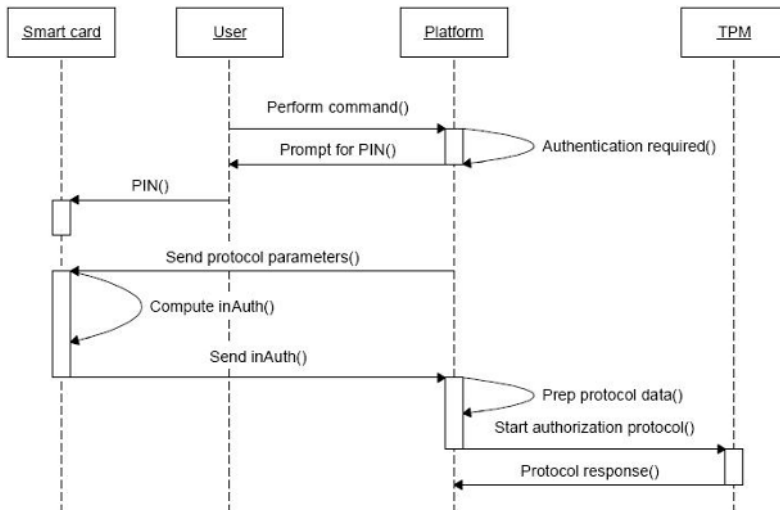 Smart card
User
Platform
TPM
Perform command()
Authentication required()
Prompt for PIN()
PIN()
Send protocol parameters()
Compute inAuth()
Send inAuth()
Prep protocol data()
Start authorization protocol()
Protocol response()